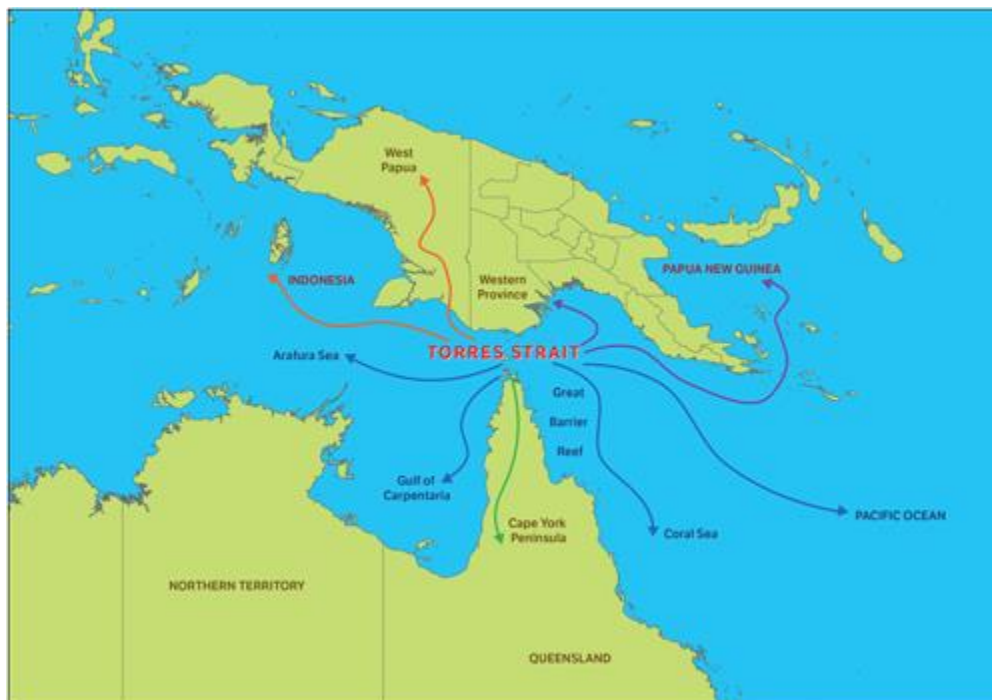 West
Papua
PAPUA NEW GUINEA
INDONESIA
Western
Province
TORRES STRAIT
Arafura Sea
Great
Barrier
Reef
Gulf of
Carpentaria
PACIFIC OCEAN
Cape York
Peninsula
Coral Sea
NORTHERN TERRITORY
QUEENSLAND